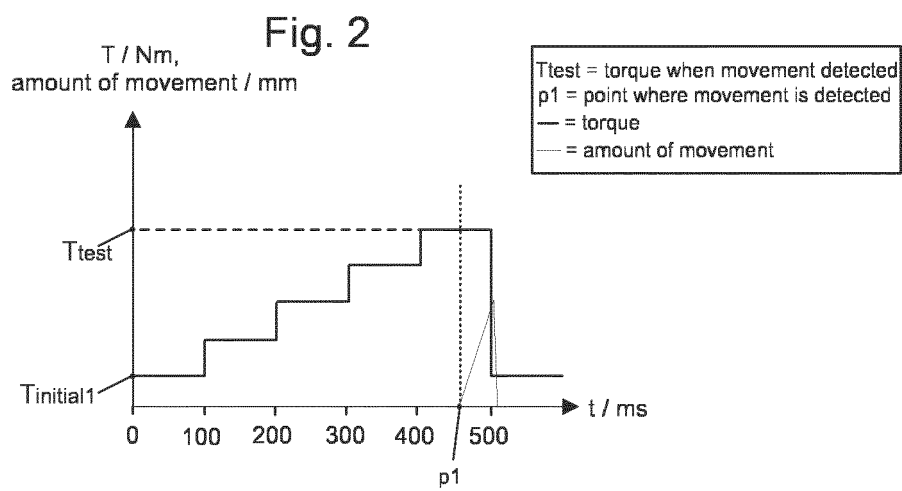 Fig. 2
T / Nm,
amount of movement / mm
Ttest = torque when movement detected
p1 = point where movement is detected
= torque
= amount of movement
Ttest
Tinitial1
t / ms
0 100 200 300 400 500
p1